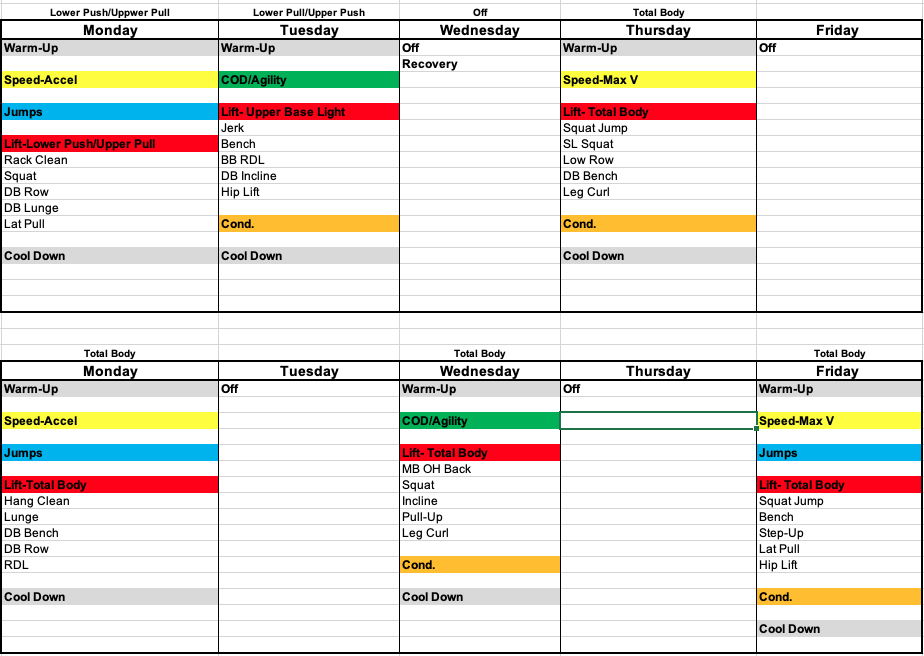 Lower Push/Uppwer Pull Lower Pull/Upper Push Off Total Body
Monday Tuesday Wednesday Thursday Friday
Warm-Up Warm-Up Off Warm-Up Off
Recovery
Speed-Accel COD/Agility Speed-Max V
Jumps Lift- Upper Base Light Lift- Total Body
Jerk Squat Jump
Lift-Lower Push/Upper Pull Bench SL Squat
Rack Clean BB RDL Low Row
Squat DB Incline DB Bench
DB Row Hip Lift Leg Curl
DB Lunge
Lat Pull Cond. Cond.
Cool Down Cool Down Cool Down
Total Body Total Body Total Body
Monday Tuesday Wednesday Thursday Friday
Warm-Up Off Warm-Up Off Warm-Up
Speed-Accel COD/Agility Speed-Max V
Jumps Lift- Total Body Jumps
MB OH Back
Lift-Total Body Squat Lift- Total Body
Hang Clean Incline Squat Jump
Lunge Pull-Up Bench
DB Bench Leg Curl Step-Up
DB Row Lat Pull
RDL Cond. Hip Lift
Cool Down Cool Down Cond.
Cool Down